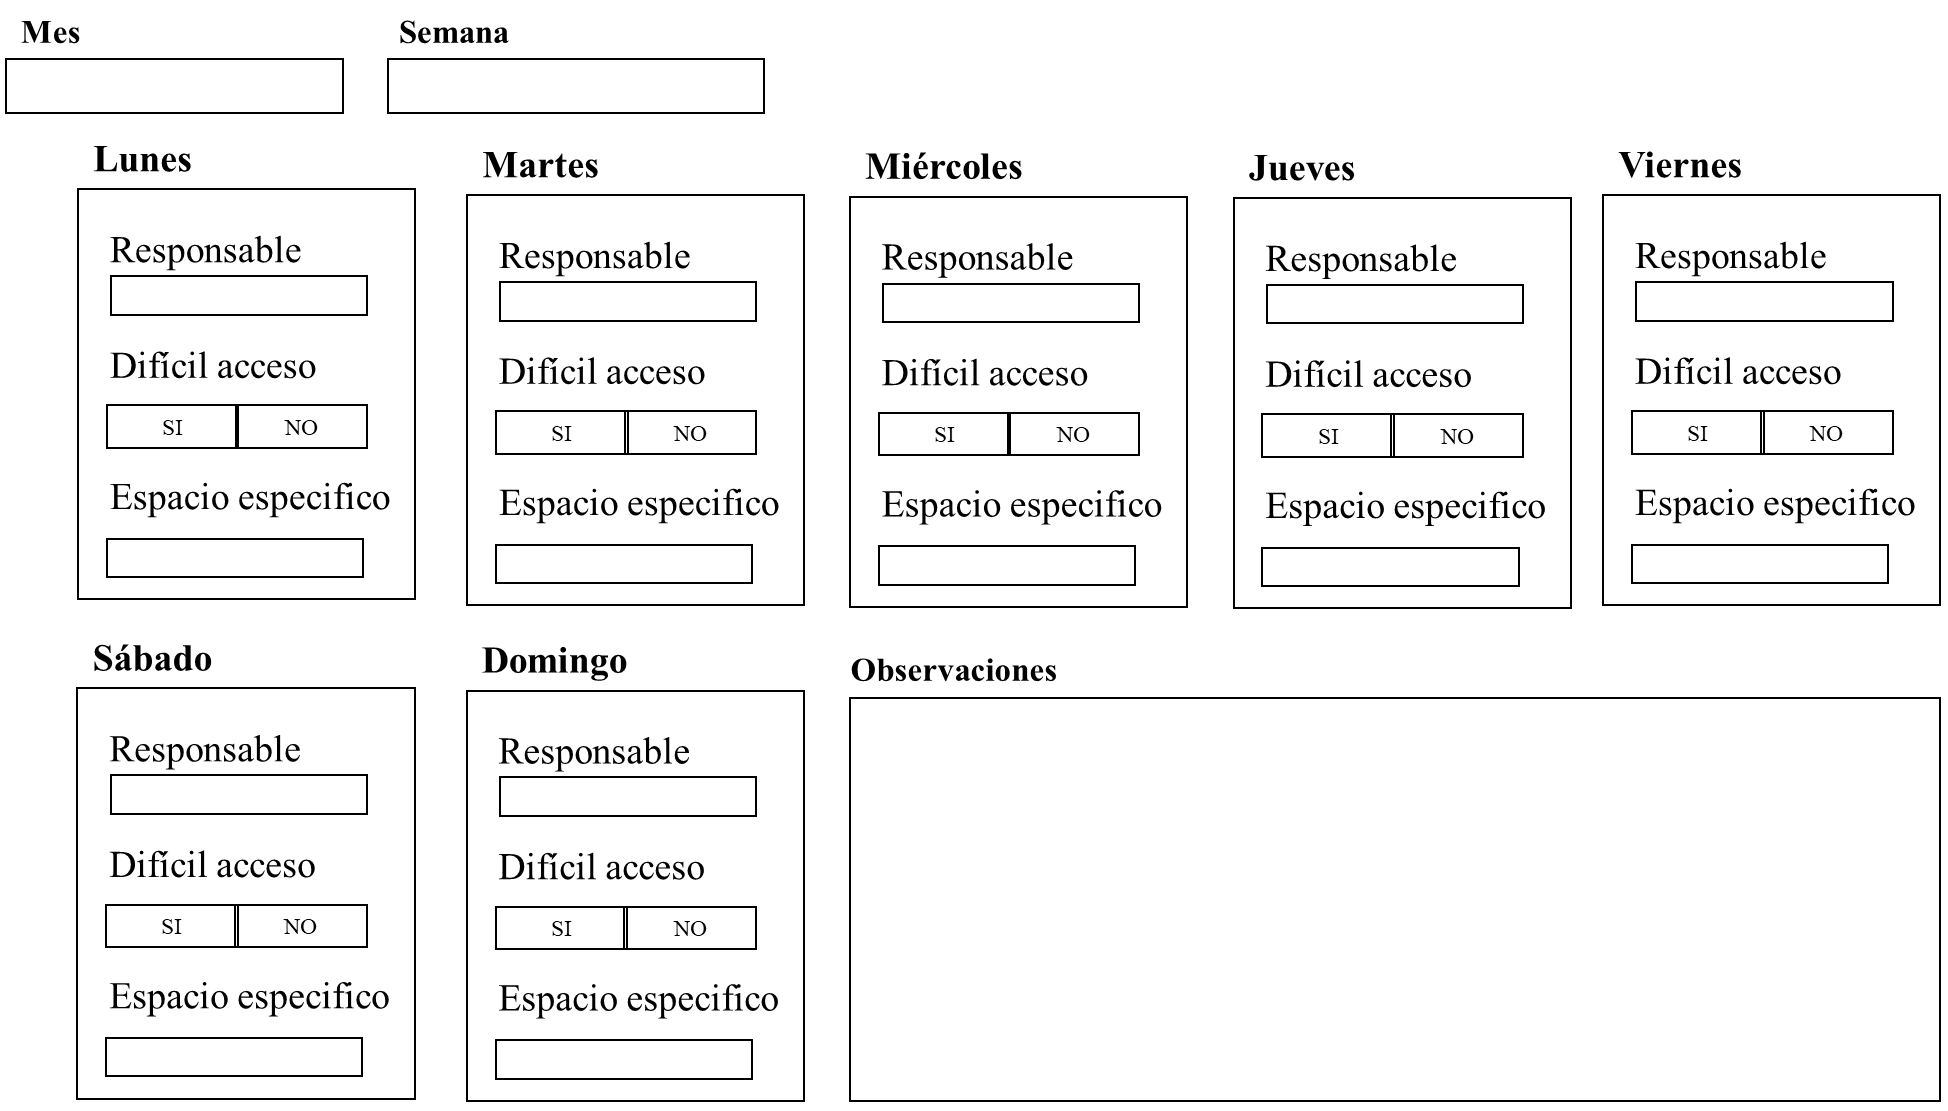 Mes
Semana
Lunes
Responsable
Difícil acceso
SI NO
Espacio especifico
Martes
Responsable
Difícil acceso
SI NO
Espacio especifico
Miércoles
Responsable
Difícil acceso
SI NO
Espacio especifico
Jueves
Responsable
Difícil acceso
SI NO
Espacio especifico
Viernes
Responsable
Difícil acceso
SI NO
Espacio especifico
Sábado
Responsable
Difícil acceso
SI NO
Espacio especifico
Domingo
Responsable
Difícil acceso
SI NO
Espacio especifico
Observaciones